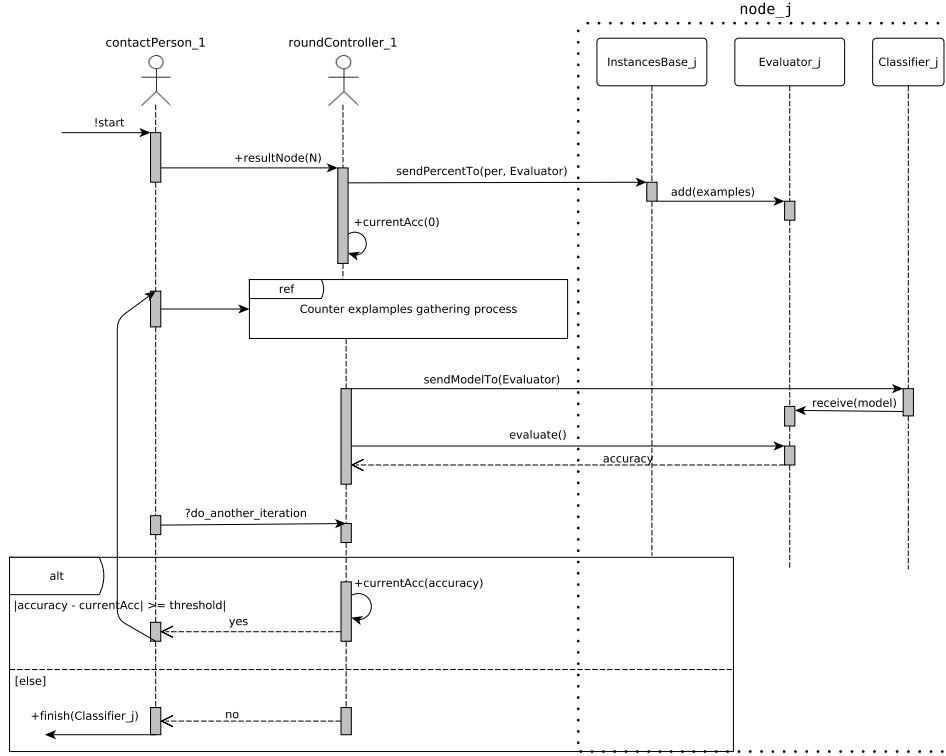 node_j
contactPerson_1
roundController_1
InstancesBase_j
Evaluator_j
Classifier_j
!start
+resultNode(N)
sendPercentTo(per, Evaluator)
add(examples)
+currentAcc(0)
ref
Counter explamples gathering process
sendModelTo(Evaluator)
receive(model)
evaluate()
accuracy
?do_another_iteration
alt
+currentAcc(accuracy)
|accuracy - currentAcc| >= threshold|
yes
[else]
+finish(Classifier_j)
no